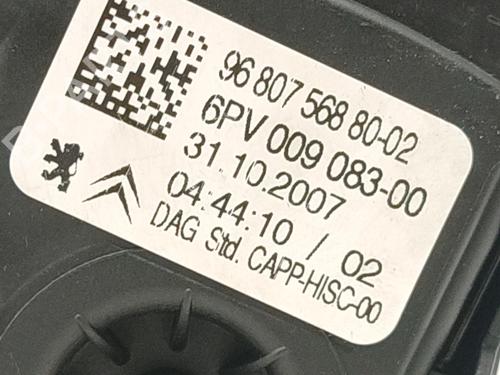 96 807 568 80-02
6PV 009 083-00
31.10.2007
04:44:10 / 02
DAG Std. CAPP-HISC-00